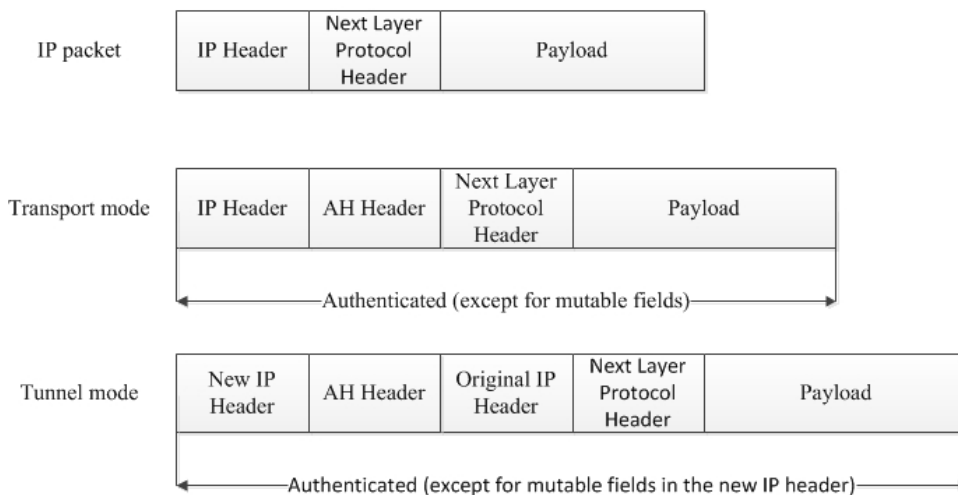 IP packet
IP Header
Next Layer
Protocol
Header
Payload
Transport mode
IP Header
AH Header
Next Layer
Protocol
Header
Payload
Authenticated (except for mutable fields)
Tunnel mode
New IP
Header
AH Header
Original IP
Header
Next Layer
Protocol
Header
Payload
Authenticated (except for mutable fields in the new IP header)